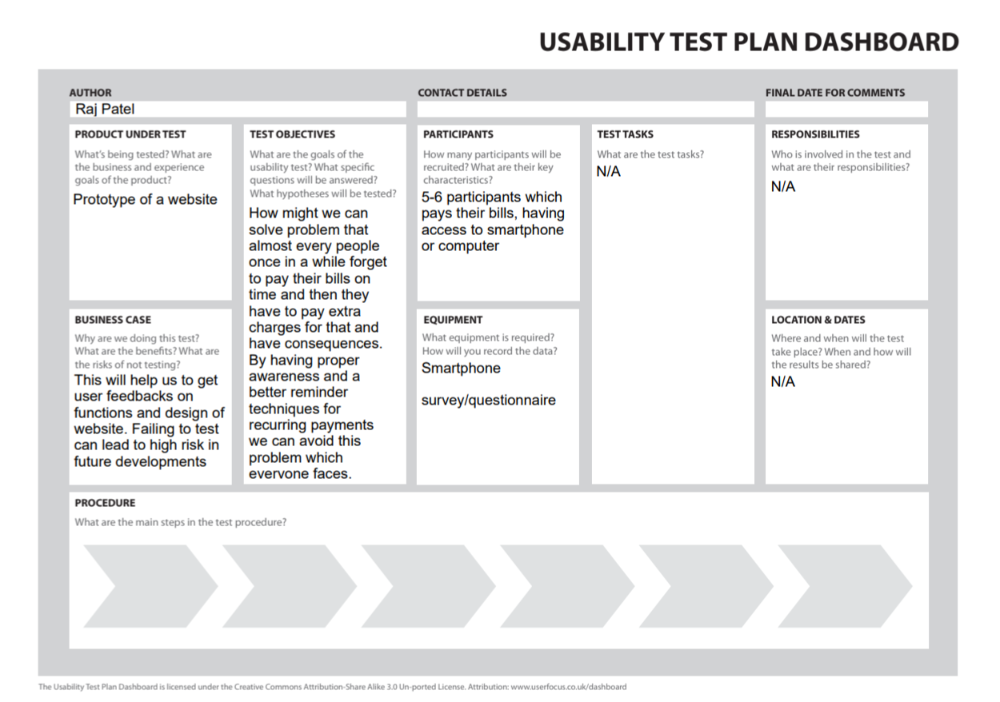 USABILITY TEST PLAN DASHBOARD
AUTHOR
Raj Patel
CONTACT DETAILS
FINAL DATE FOR COMMENTS
PRODUCT UNDER TEST
What's being tested? What are
the business and experience
goals of the product?
Prototype of a website
BUSINESS CASE
Why are we doing this test?
What are the benefits? What are
the risks of not testing?
This will help us to get
user feedbacks on
functions and design of
website. Failing to test
can lead to high risk in
future developments
TEST OBJECTIVES
What are the goals of the
usability test? What specific
questions will be answered?
What hypotheses will be tested?
How might we can
solve problem that
almost every people
once in a while forget
to pay their bills on
time and then they
have to pay extra
charges for that and
have consequences.
By having proper
awareness and a
better reminder
techniques for
recurring payments
we can avoid this
problem which
everyone faces.
PARTICIPANTS
How many participants will be
recruited? What are their key
characteristics?
5-6 participants which
pays their bills, having
access to smartphone
or computer
EQUIPMENT
What equipment is required?
How will you record the data?
Smartphone
survey/questionnaire
TEST TASKS
What are the test tasks?
N/A
RESPONSIBILITIES
Who is involved in the test and
what are their responsibilities?
N/A
LOCATION & DATES
Where and when will the test
take place? When and how will
the results be shared?
N/A
PROCEDURE
What are the main steps in the test procedure?
The Usability Test Plan Dashboard is licensed under the Creative Commons Attribution-Share Alike 3.0 Un-ported License. Attribution: www.userfocus.co.uk/dashboard